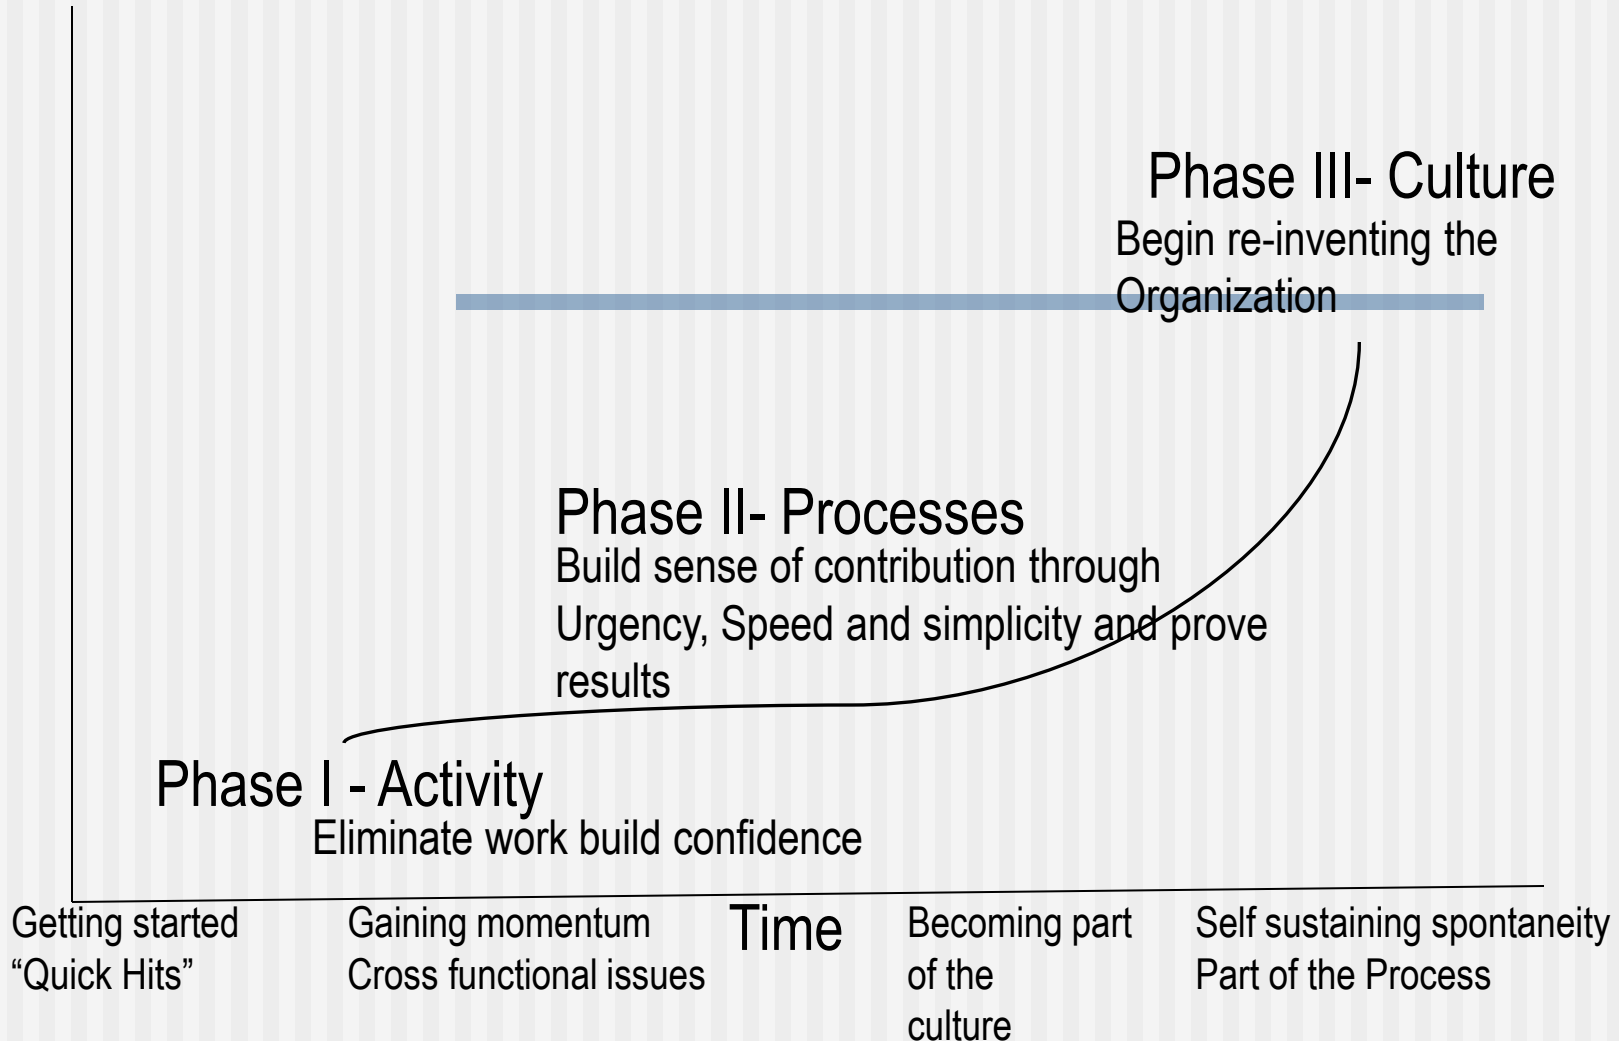 Phase III- Culture
Begin re-inventing the
Organization
Phase II- Processes
Build sense of contribution through
Urgency, Speed and simplicity and prove
results
Phase I - Activity
Eliminate work build confidence
Getting started
“Quick Hits”
Gaining momentum
Cross functional issues
Time
Becoming part
of the
culture
Self sustaining spontaneity
Part of the Process